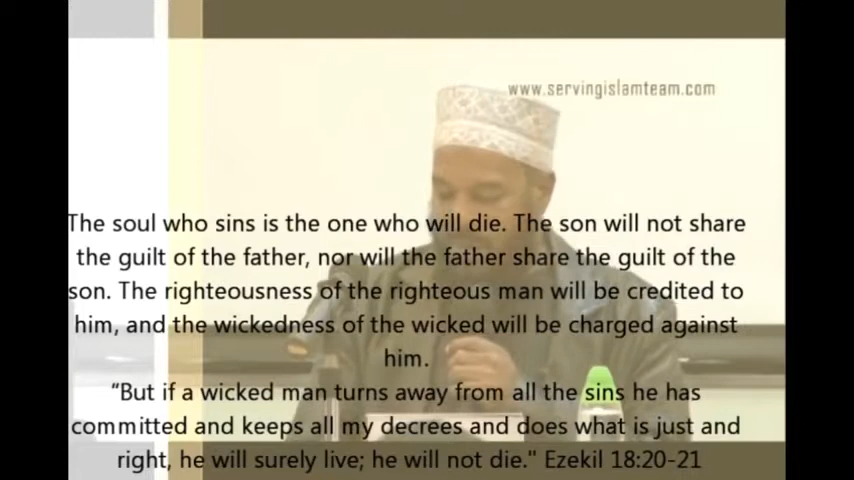 www.servingislamteam.com
The soul who sins is the one who will die. The son will not share
the guilt of the father, nor will the father share the guilt of the
son. The righteousness of the righteous man will be credited to
him, and the wickedness of the wicked will be charged against
him.
"But if a wicked man turns away from all the sins he has
committed and keeps all my decrees and does what is just and
right, he will surely live; he will not die." Ezekil 18:20-21